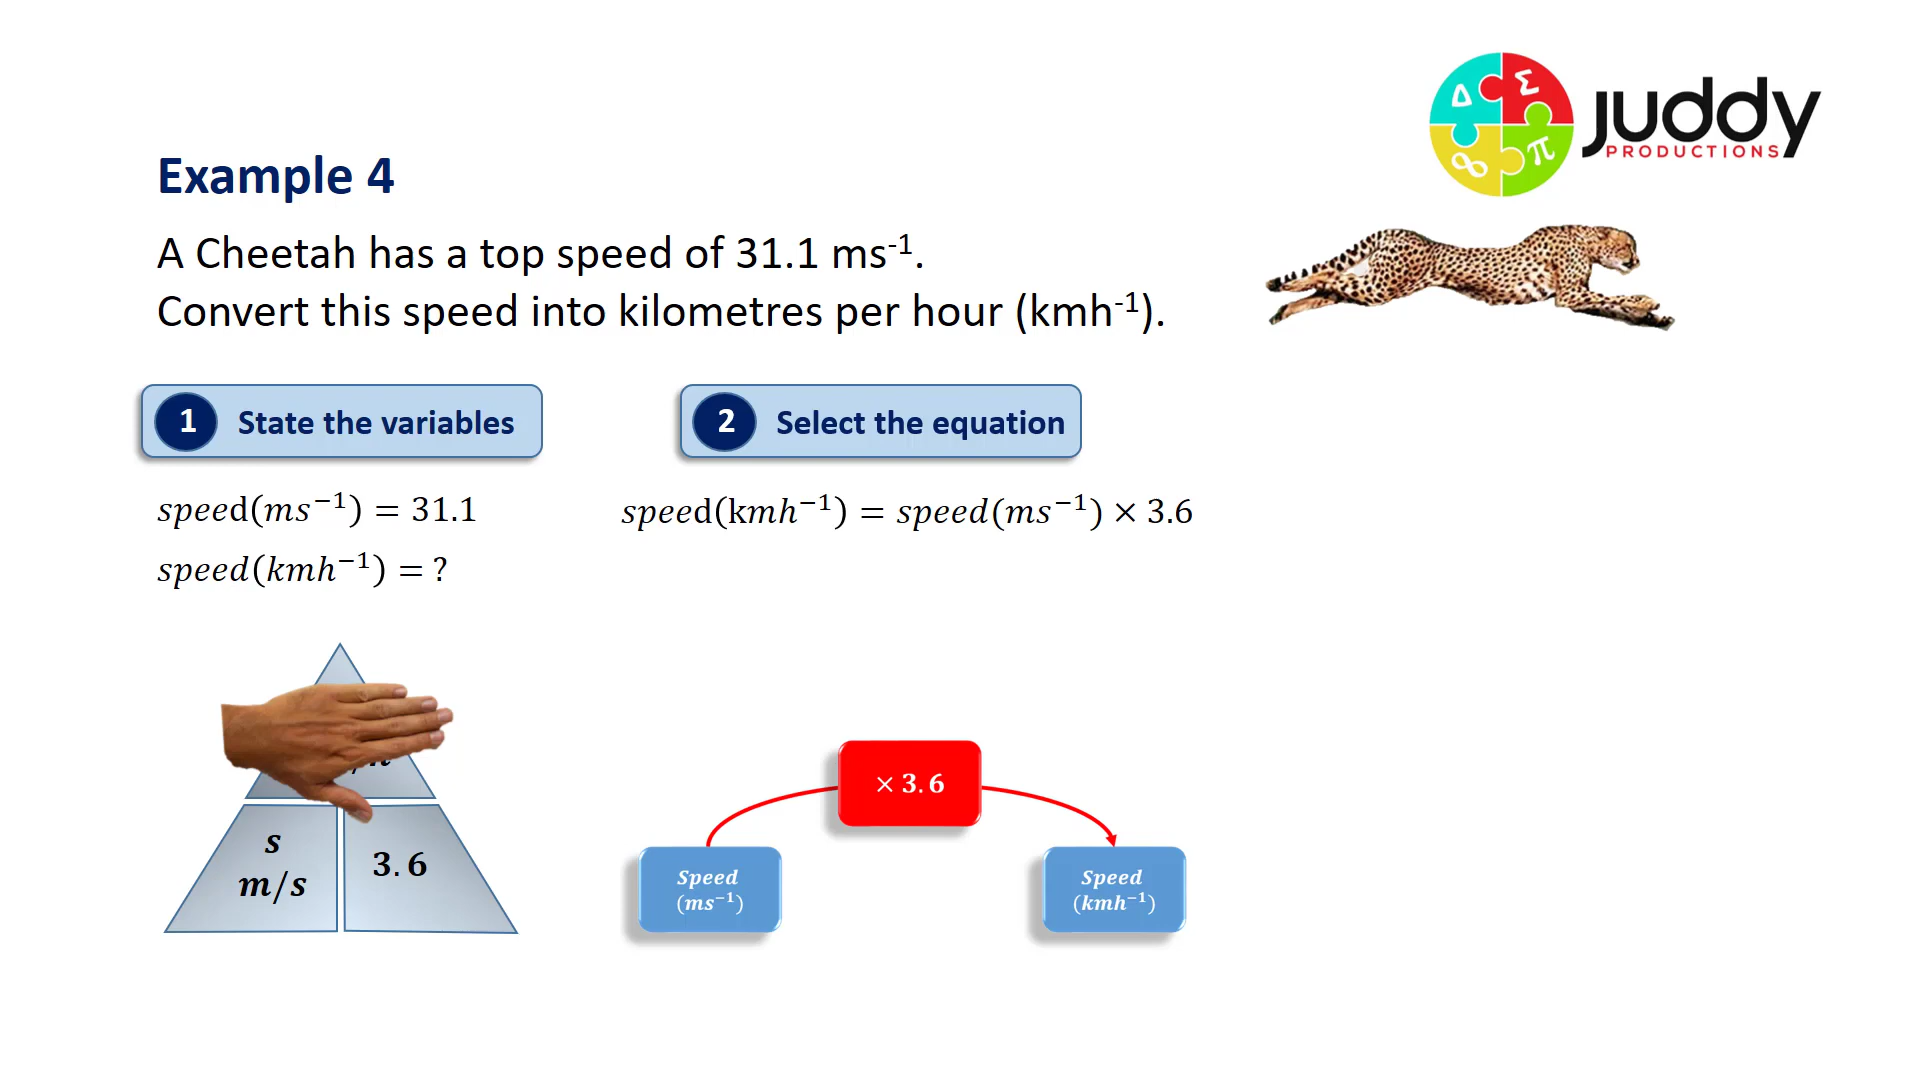 Δ Σ
∞ π
juddy
PRODUCTIONS
Example 4
A Cheetah has a top speed of 31.1 ms⁻¹.
Convert this speed into kilometres per hour (kmh⁻¹).
1 State the variables
speed(ms⁻¹) = 31.1
speed(kmh⁻¹) = ?
2 Select the equation
speed(kmh⁻¹) = speed(ms⁻¹) × 3.6
s
m/s
3.6
× 3.6
Speed
(ms⁻¹)
Speed
(kmh⁻¹)